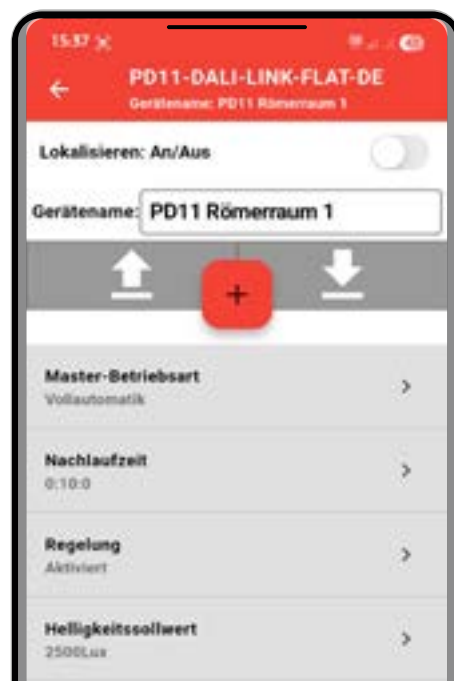 15:37
PD11-DALI-LINK-FLAT-DE
Gerätename: PD11 Römerraum 1
Lokalisieren: An/Aus
Gerätename: PD11 Römerraum 1
+
Master-Betriebsart
Vollautomatik
Nachlaufzeit
0:10:0
Regelung
Aktiviert
Helligkeitssollwert
2500Lux